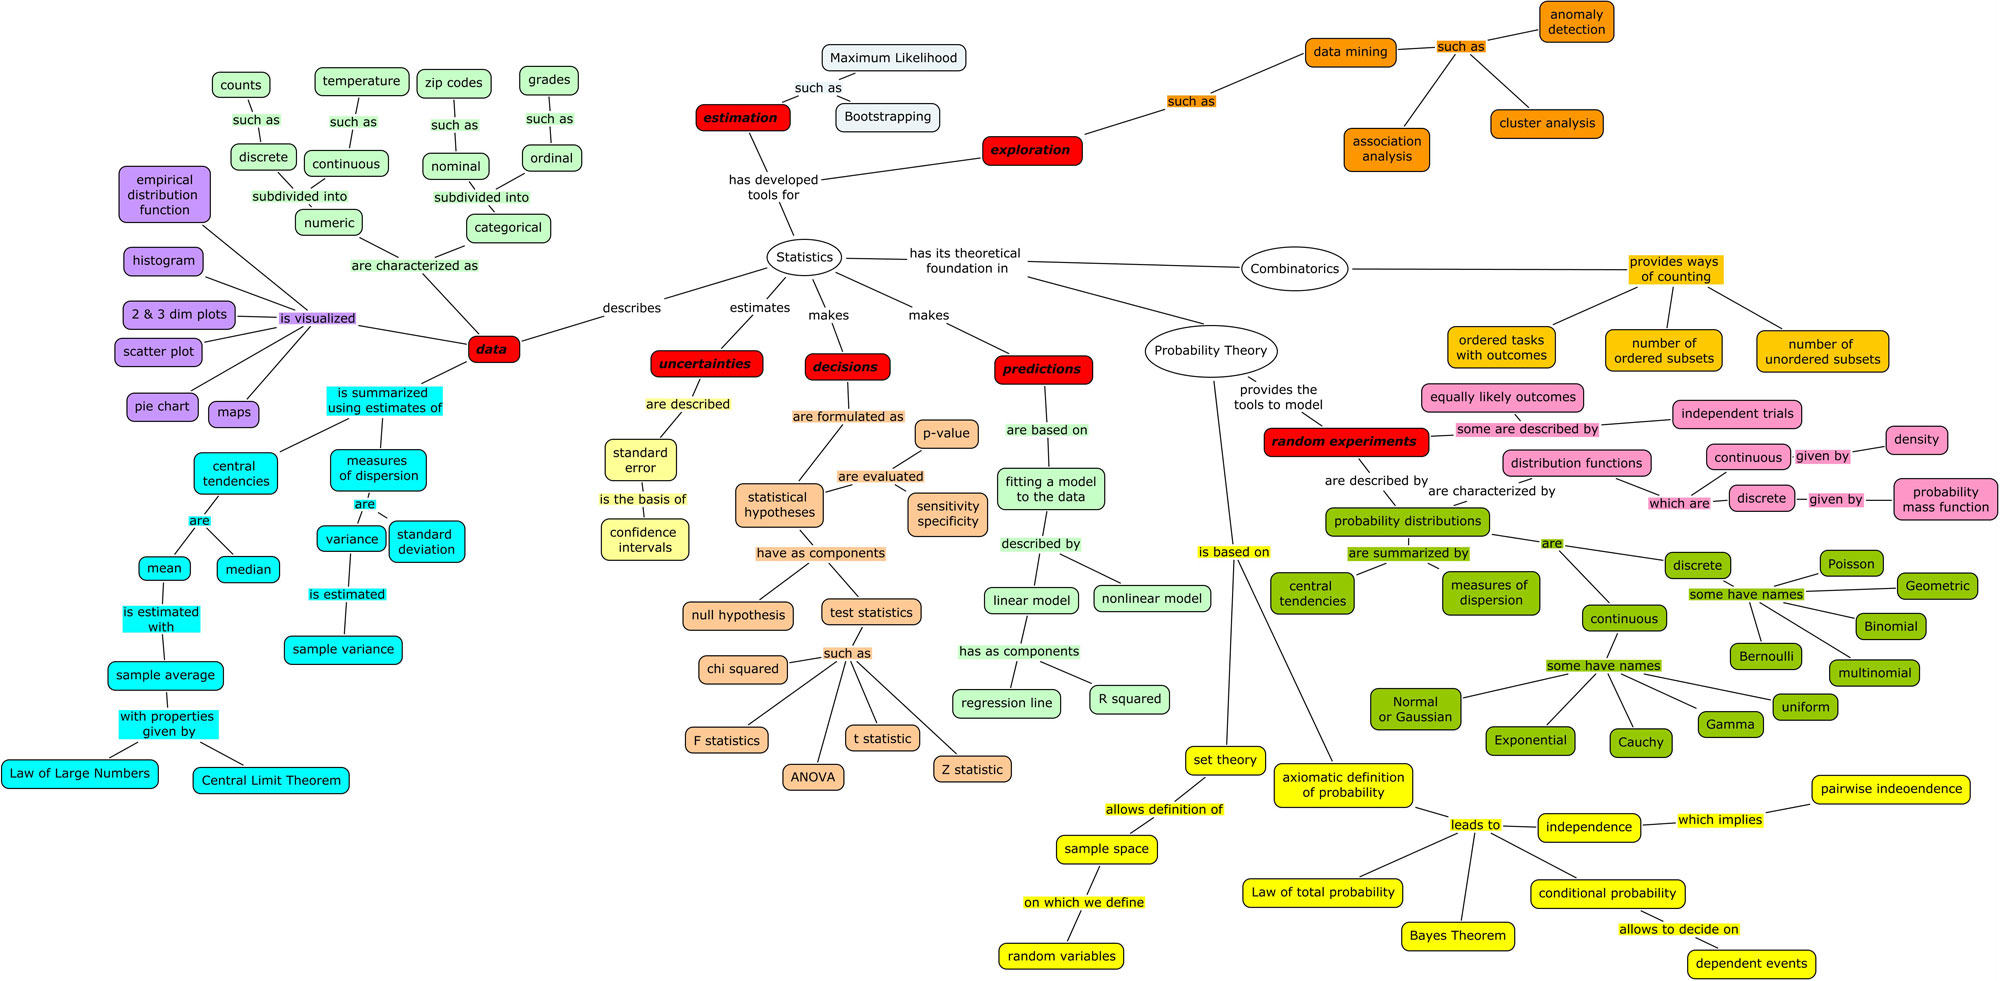 anomaly
detection
data mining
such as
Maximum Likelihood
such as
Bootstrapping
estimation
such as
cluster analysis
association
analysis
exploration
has developed
tools for
counts
temperature
zip codes
grades
such as
such as
such as
such as
discrete
continuous
nominal
ordinal
subdivided into
subdivided into
numeric
categorical
are characterized as
empirical
distribution
function
histogram
2 & 3 dim plots
is visualized
scatter plot
pie chart
maps
data
describes
Statistics
has its theoretical
foundation in
Combinatorics
provides ways
of counting
ordered tasks
with outcomes
number of
ordered subsets
number of
unordered subsets
estimates
makes
makes
uncertainties
decisions
predictions
Probability Theory
provides the
tools to model
random experiments
equally likely outcomes
some are described by
independent trials
is summarized
using estimates of
central
tendencies
measures
of dispersion
are
are
variance
standard
deviation
mean
median
is estimated
with
is estimated
sample variance
sample average
with properties
given by
Law of Large Numbers
Central Limit Theorem
are described
standard
error
is the basis of
confidence
intervals
are formulated as
p-value
are evaluated
statistical
hypotheses
sensitivity
specificity
have as components
null hypothesis
test statistics
such as
chi squared
F statistics
ANOVA
t statistic
Z statistic
are based on
fitting a model
to the data
described by
linear model
nonlinear model
has as components
regression line
R squared
are described by
distribution functions
are characterized by
which are
continuous
given by
density
discrete
given by
probability
mass function
probability distributions
are summarized by
central
tendencies
measures of
dispersion
are
discrete
some have names
Poisson
Geometric
Binomial
multinomial
Bernoulli
continuous
some have names
Normal
or Gaussian
Exponential
Cauchy
Gamma
uniform
is based on
set theory
allows definition of
sample space
on which we define
random variables
axiomatic definition
of probability
leads to
independence
which implies
pairwise indeoendence
Law of total probability
Bayes Theorem
conditional probability
allows to decide on
dependent events